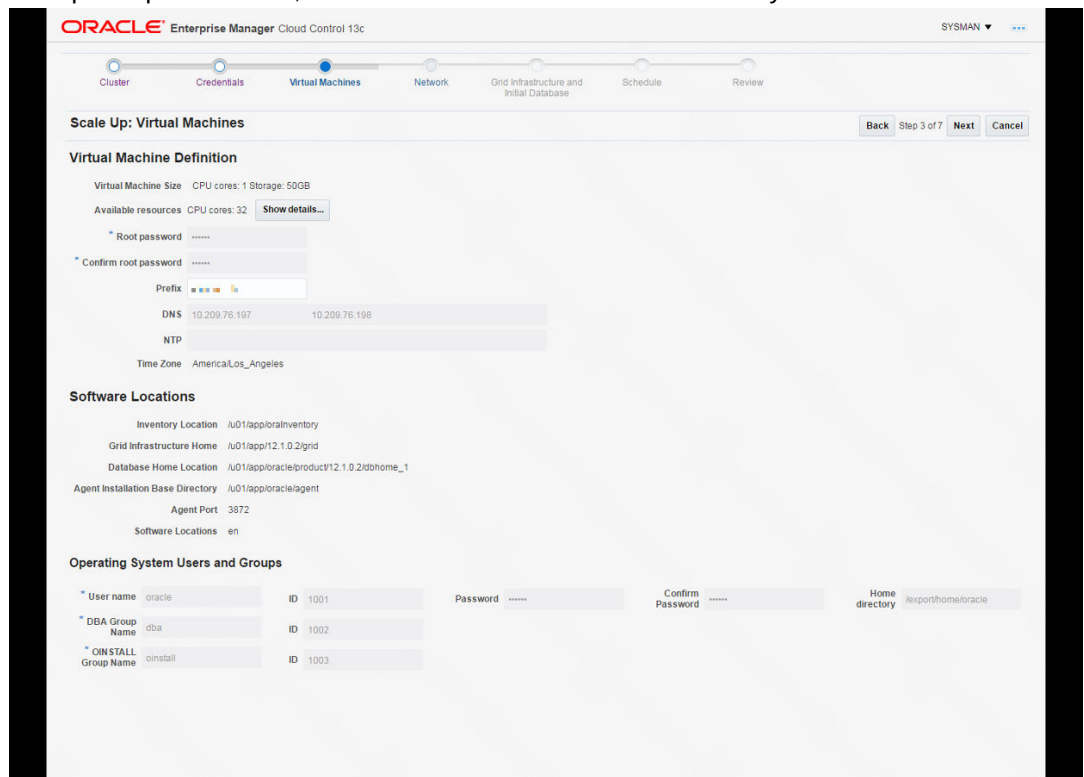 ORACLE Enterprise Manager Cloud Control 13c SYSMAN
Cluster Credentials Virtual Machines Network Grid Infrastructure and Initial Database Schedule Review
Scale Up: Virtual Machines Back Step 3 of 7 Next Cancel
Virtual Machine Definition
Virtual Machine Size CPU cores: 1 Storage: 50GB
Available resources CPU cores: 32 Show details...
* Root password ······
* Confirm root password ······
Prefix
DNS 10.209.76.197 10.209.76.198
NTP
Time Zone America/Los_Angeles
Software Locations
Inventory Location /u01/app/oraInventory
Grid Infrastructure Home /u01/app/12.1.0.2/grid
Database Home Location /u01/app/oracle/product/12.1.0.2/dbhome_1
Agent Installation Base Directory /u01/app/oracle/agent
Agent Port 3872
Software Locations en
Operating System Users and Groups
* User name oracle ID 1001 Password ······ Confirm Password ······ Home directory /export/home/oracle
* DBA Group Name dba ID 1002
* OINSTALL Group Name oinstall ID 1003